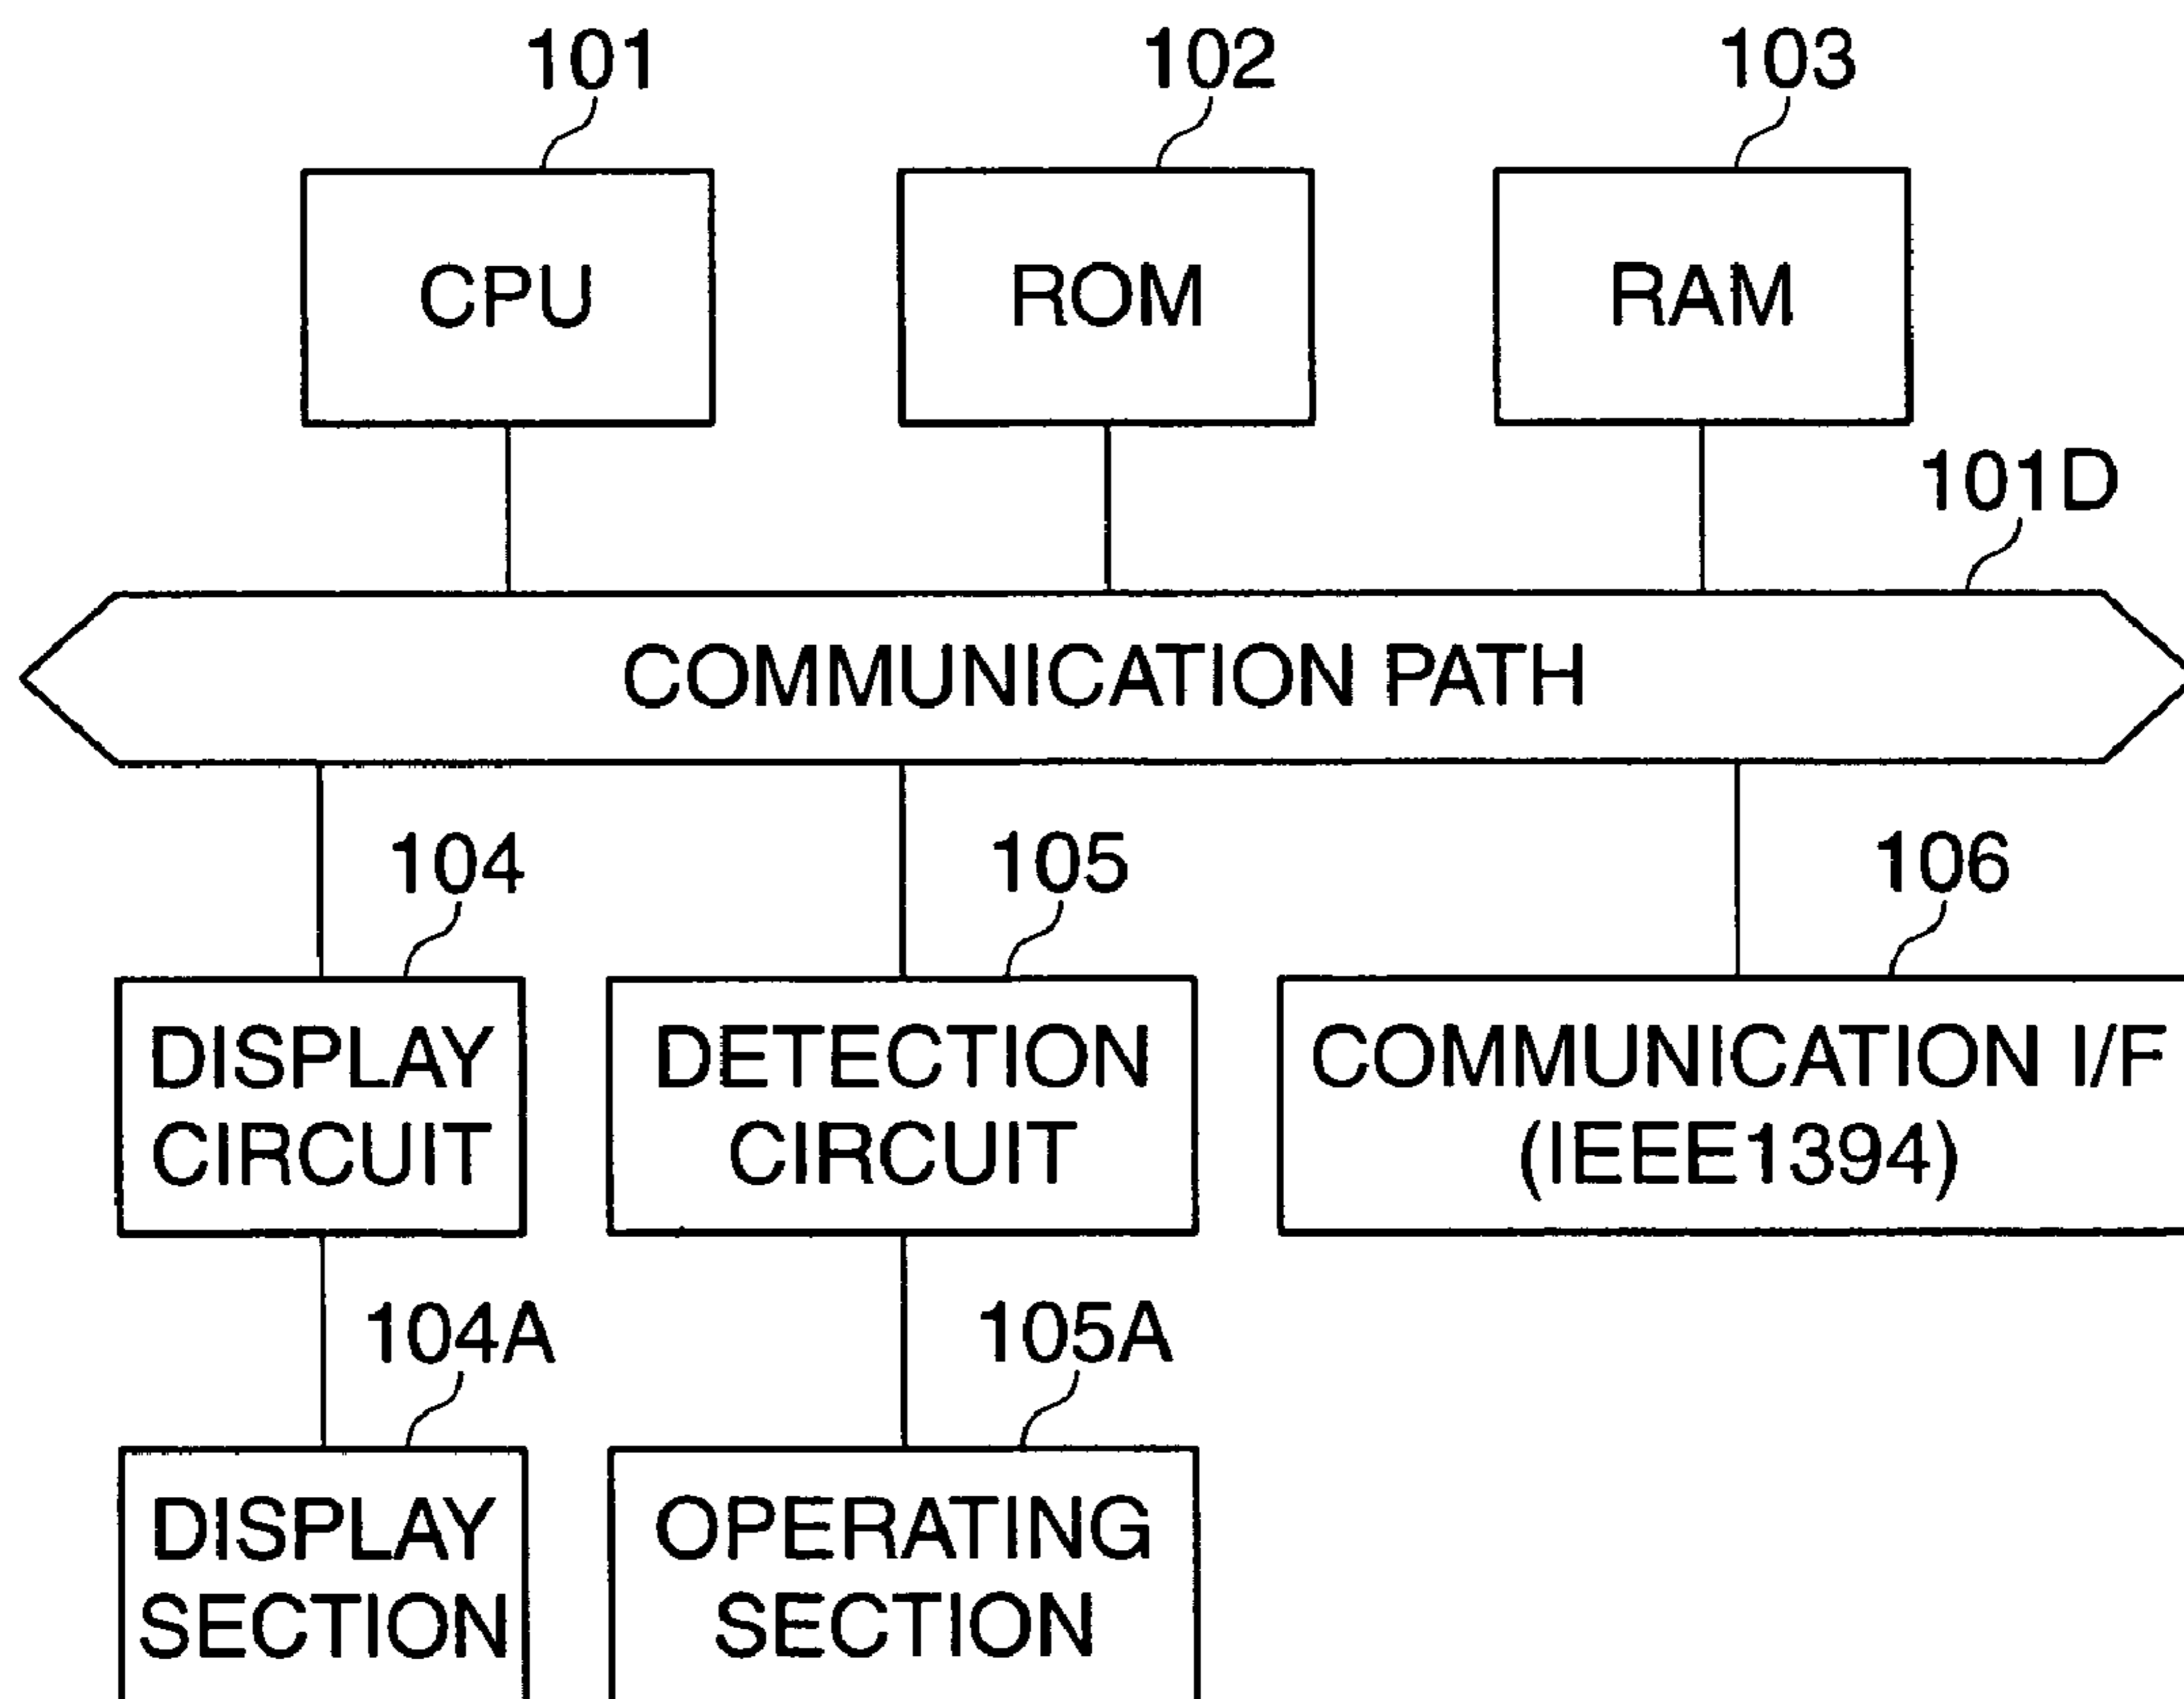 101
102
103
CPU
ROM
RAM
101D
COMMUNICATION PATH
104
105
106
DISPLAY
CIRCUIT
DETECTION
CIRCUIT
COMMUNICATION I/F
(IEEE1394)
104A
105A
DISPLAY
SECTION
OPERATING
SECTION